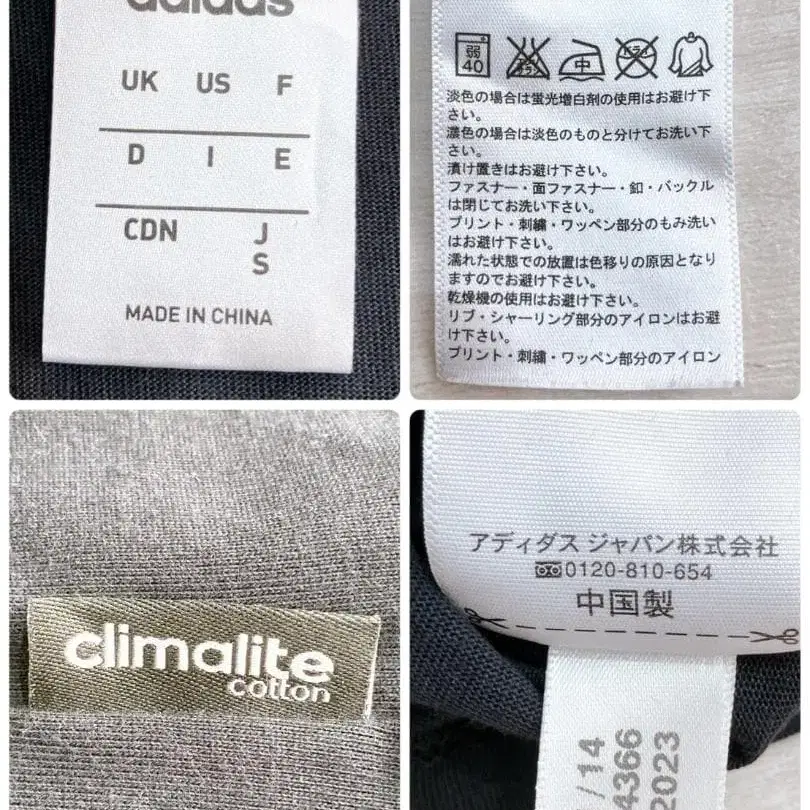 adidas
UK US F
D I E
CDN J
S
MADE IN CHINA
弱
40
エンソ
サラシ
中
ドライ
淡色の場合は蛍光増白剤の使用はお避け下
さい。
濃色の場合は淡色のものと分けてお洗い下
さい。
漬け置きはお避け下さい。
ファスナー・面ファスナー・釦・バックル
は閉じてお洗い下さい。
プリント・刺繍・ワッペン部分のもみ洗い
はお避け下さい。
濡れた状態での放置は色移りの原因となり
ますのでお避け下さい。
乾燥機の使用はお避け下さい。
リブ・シャーリング部分のアイロンはお避
け下さい。
プリント・刺繍・ワッペン部分のアイロン
climalite
cotton
アディダス ジャパン株式会社
0120-810-654
中国製
/14
4366
023